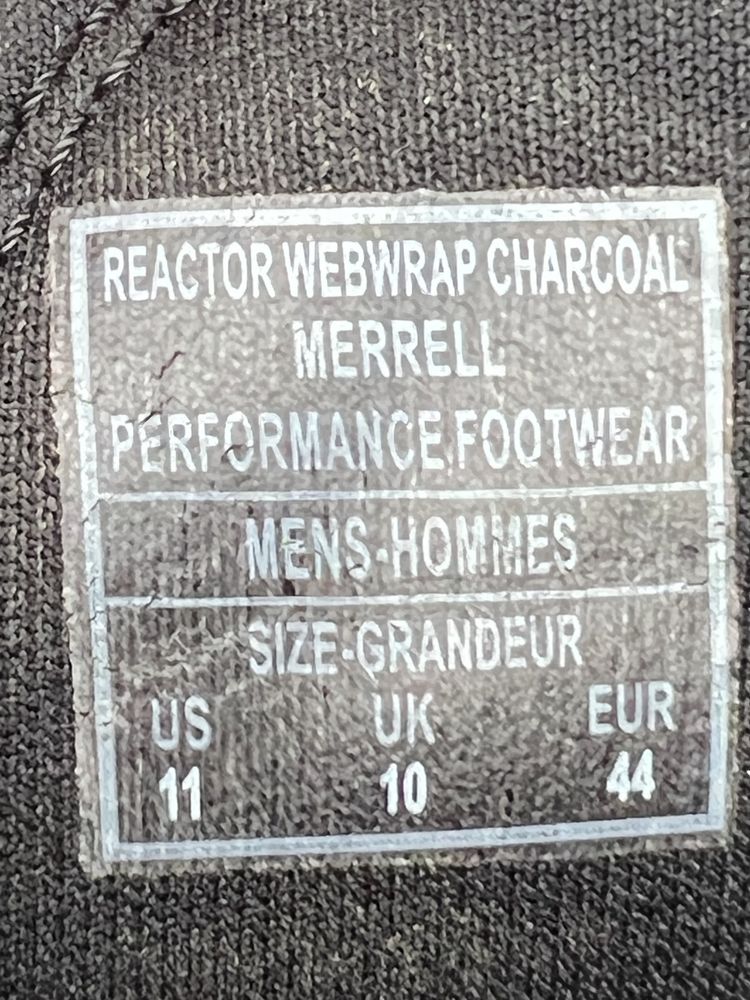 REACTOR WEBWRAP CHARCOAL
MERRELL
PERFORMANCE FOOTWEAR
MENS-HOMMES
SIZE-GRANDEUR
US UK EUR
11 10 44